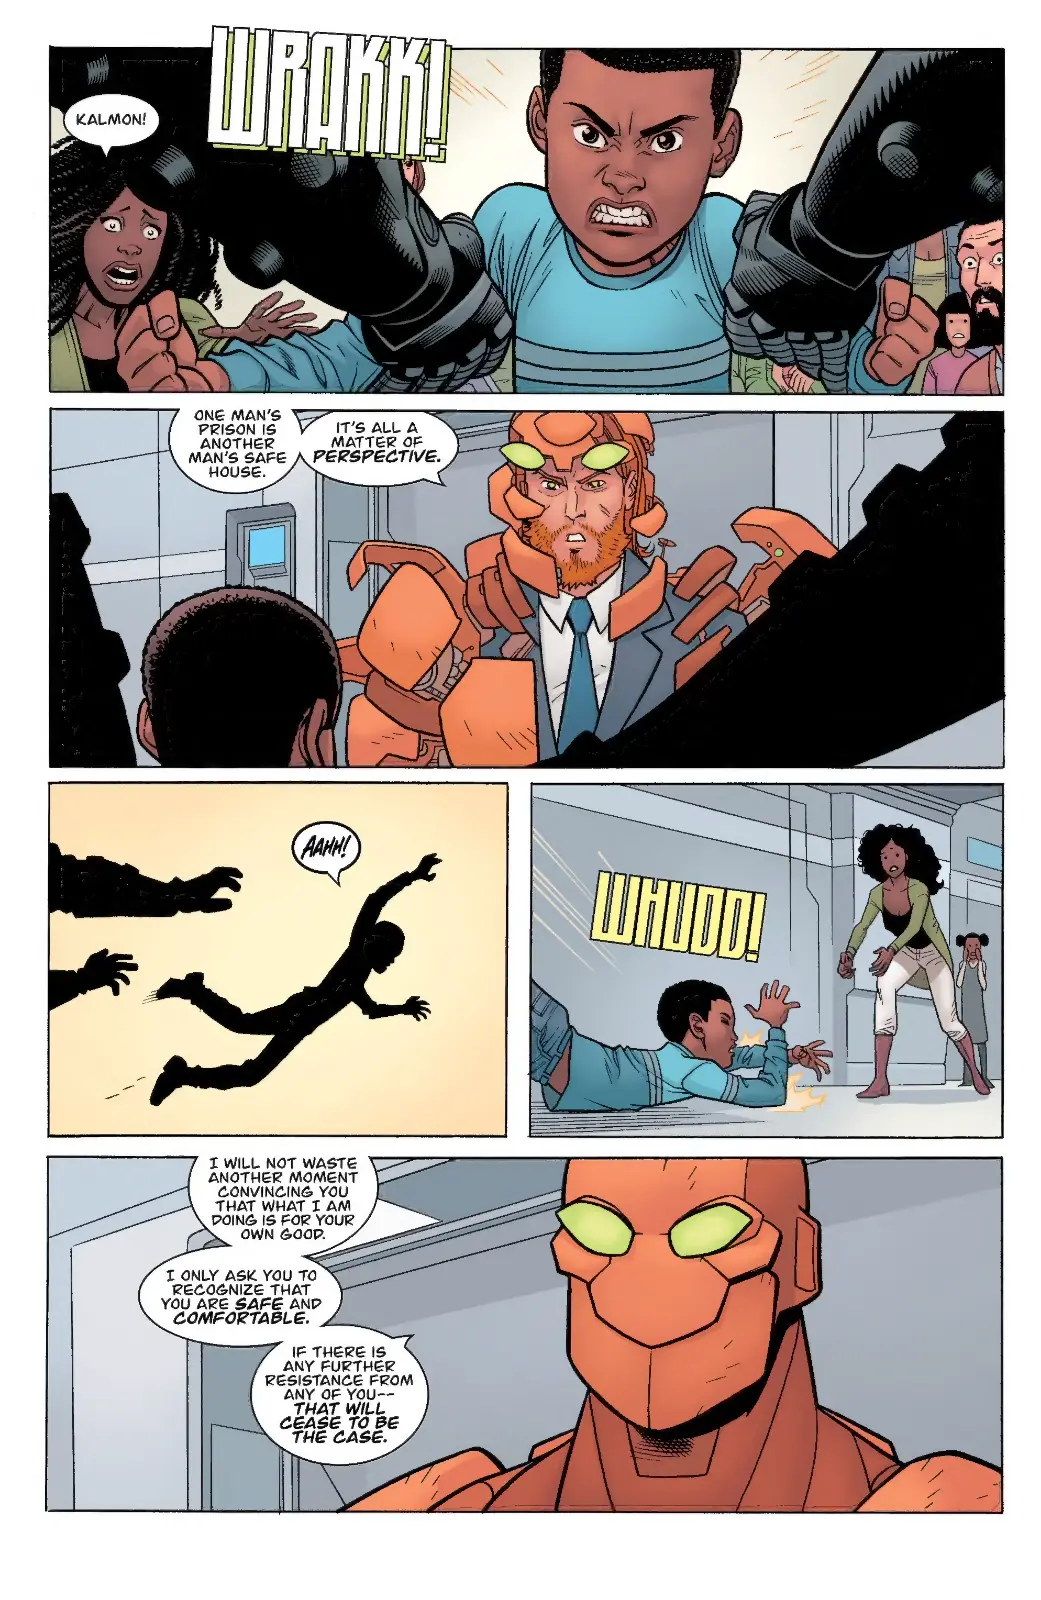 WRAKK!
KALMON!
ONE MAN'S
PRISON IS
ANOTHER
MAN'S SAFE
HOUSE.
IT'S ALL A
MATTER OF
PERSPECTIVE.
AAHH!
WHUDD!
I WILL NOT WASTE
ANOTHER MOMENT
CONVINCING YOU
THAT WHAT I AM
DOING IS FOR YOUR
OWN GOOD.
I ONLY ASK YOU TO
RECOGNIZE THAT
YOU ARE SAFE AND
COMFORTABLE.
IF THERE IS
ANY FURTHER
RESISTANCE FROM
ANY OF YOU--
THAT WILL
CEASE TO BE
THE CASE.